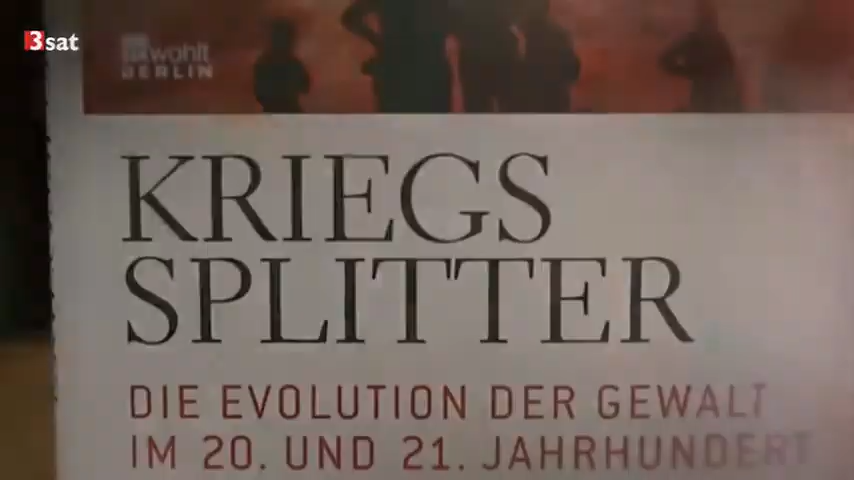 3sat
rowohlt
BERLIN
KRIEGS
SPLITTER
DIE EVOLUTION DER GEWALT
IM 20. UND 21. JAHRHUNDERT